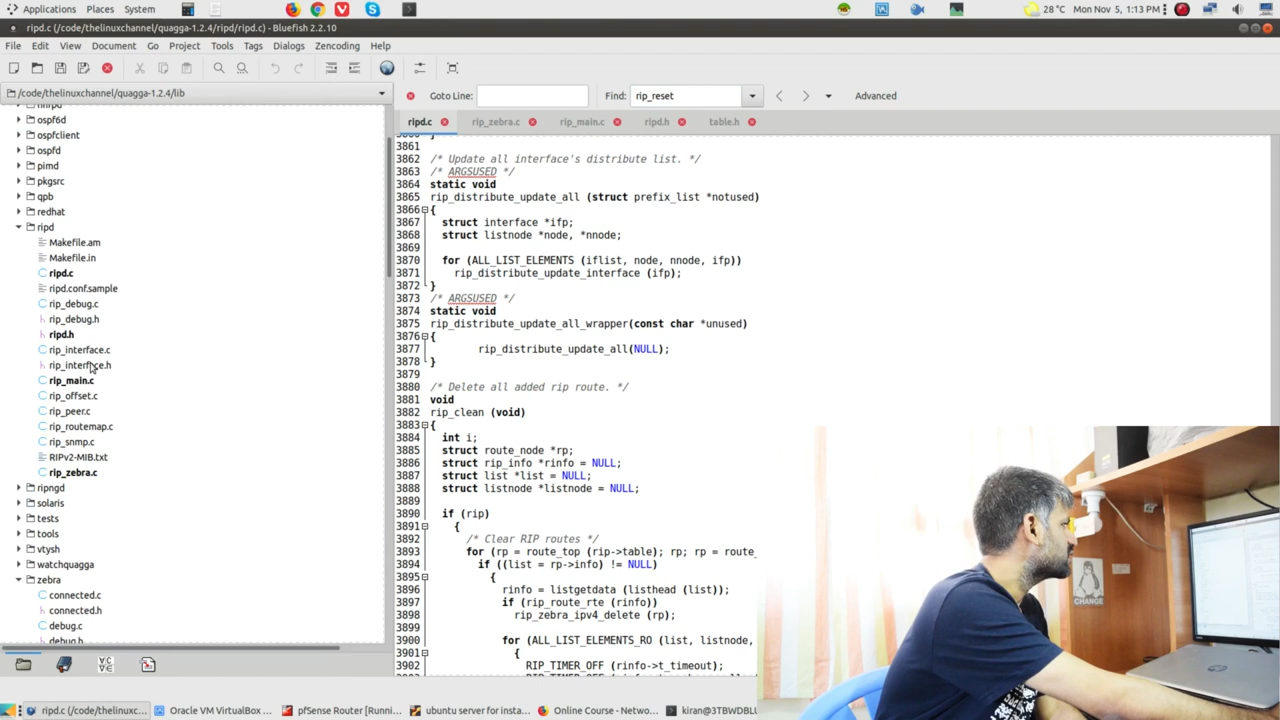 Applications Places System 28 °C Mon Nov 5, 1:13 PM
ripd.c (/code/thelinuxchannel/quagga-1.2.4/ripd/ripd.c) - Bluefish 2.2.10
File Edit View Document Go Project Tools Tags Dialogs Zencoding Help
/code/thelinuxchannel/quagga-1.2.4/lib
Goto Line: Find: rip_reset Advanced
ripd.c rip_zebra.c rip_main.c ripd.h table.h
ospf6d
ospfclient
ospfd
pimd
pkgsrc
qpb
redhat
ripd
Makefile.am
Makefile.in
ripd.c
ripd.conf.sample
rip_debug.c
rip_debug.h
ripd.h
rip_interface.c
rip_interface.h
rip_main.c
rip_offset.c
rip_peer.c
rip_routemap.c
rip_snmp.c
RIPv2-MIB.txt
rip_zebra.c
ripngd
solaris
tests
tools
vtysh
watchquagga
zebra
connected.c
connected.h
debug.c
debug.h
3861
3862 /* Update all interface's distribute list. */
3863 /* ARGSUSED */
3864 static void
3865 rip_distribute_update_all (struct prefix_list *notused)
3866 {
3867 struct interface *ifp;
3868 struct listnode *node, *nnode;
3869
3870 for (ALL_LIST_ELEMENTS (iflist, node, nnode, ifp))
3871 rip_distribute_update_interface (ifp);
3872 }
3873 /* ARGSUSED */
3874 static void
3875 rip_distribute_update_all_wrapper(const char *unused)
3876 {
3877 rip_distribute_update_all(NULL);
3878 }
3879
3880 /* Delete all added rip route. */
3881 void
3882 rip_clean (void)
3883 {
3884 int i;
3885 struct route_node *rp;
3886 struct rip_info *rinfo = NULL;
3887 struct list *list = NULL;
3888 struct listnode *listnode = NULL;
3889
3890 if (rip)
3891 {
3892 /* Clear RIP routes */
3893 for (rp = route_top (rip->table); rp; rp = route_
3894 if ((list = rp->info) != NULL)
3895 {
3896 rinfo = listgetdata (listhead (list));
3897 if (rip_route_rte (rinfo))
3898 rip_zebra_ipv4_delete (rp);
3899
3900 for (ALL_LIST_ELEMENTS_RO (list, listnode,
3901 {
3902 RIP_TIMER_OFF (rinfo->t_timeout);
CHANGE
ripd.c (/code/thelinuxc... Oracle VM VirtualBox ... pfSense Router [Runni... ubuntu server for insta... Online Course - Netwo... kiran@3TBWDBLU